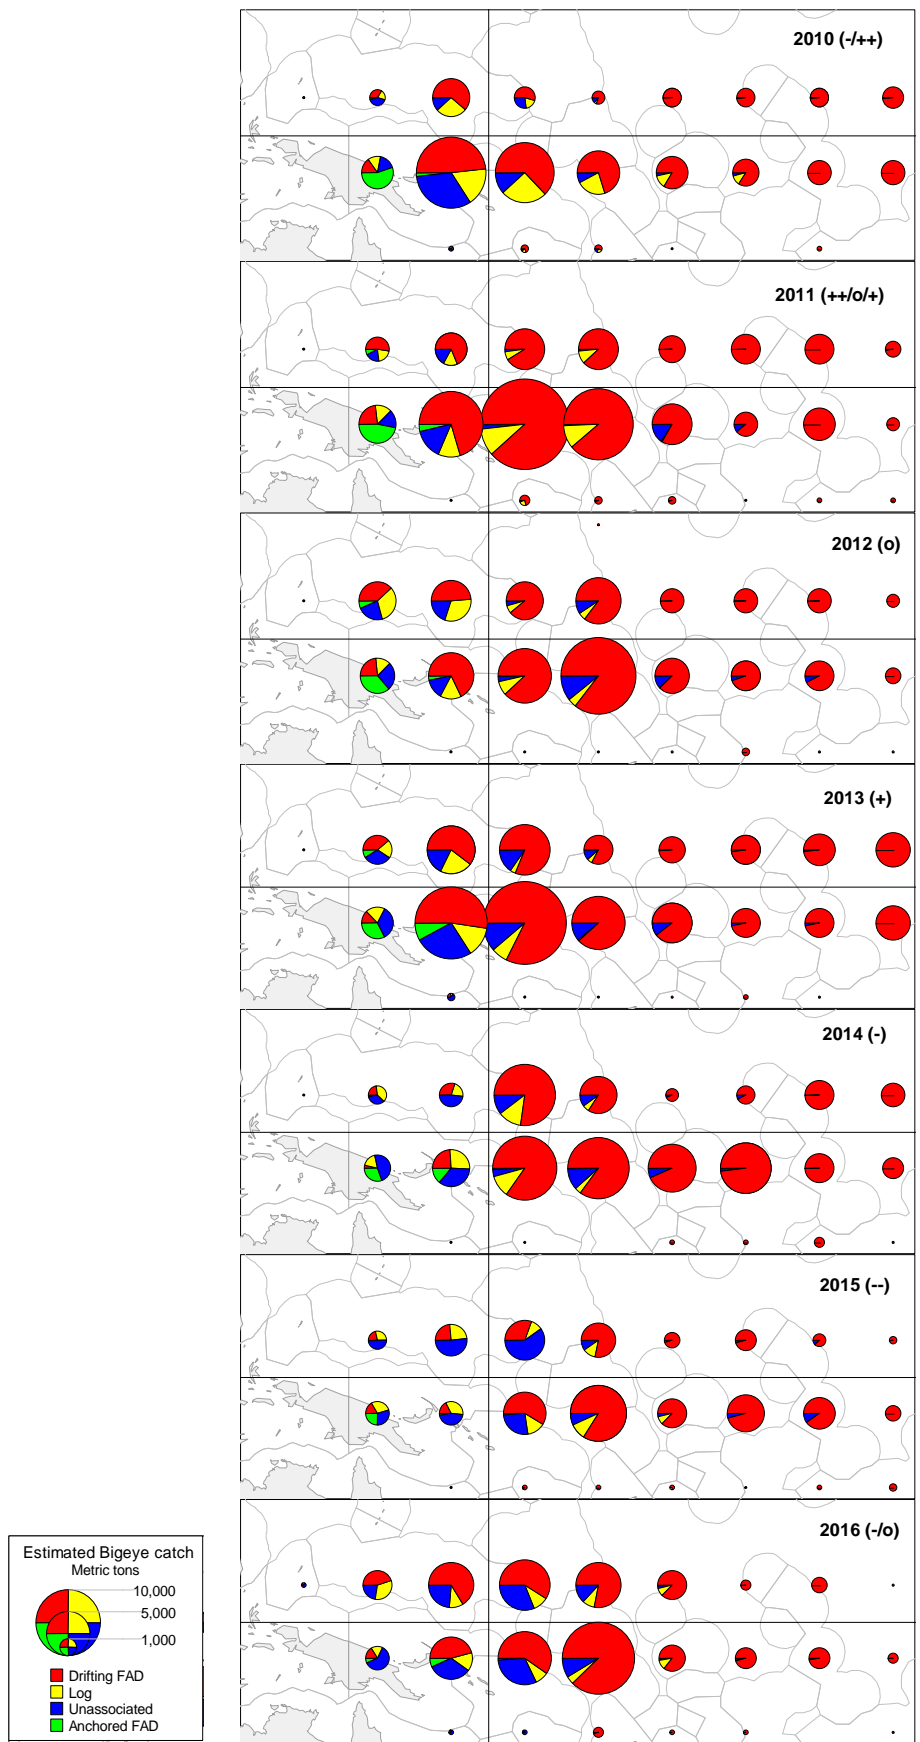 2010 (-/++)
2011 (++/o/+)
2012 (o)
2013 (+)
2014 (-)
2015 (--)
2016 (-/o)
Estimated Bigeye catch
Metric tons
10,000
5,000
1,000
Drifting FAD
Log
Unassociated
Anchored FAD